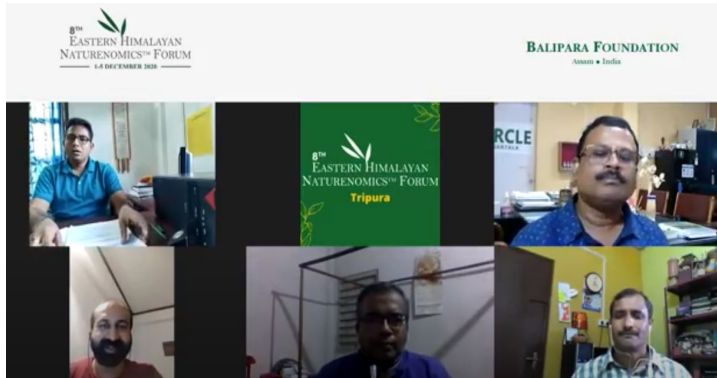 8TH
EASTERN HIMALAYAN
NATURENOMICS™ FORUM
1-5 DECEMBER 2020
BALIPARA FOUNDATION
Assam • India
8TH
EASTERN HIMALAYAN
NATURENOMICS™ FORUM
Tripura
RCLE